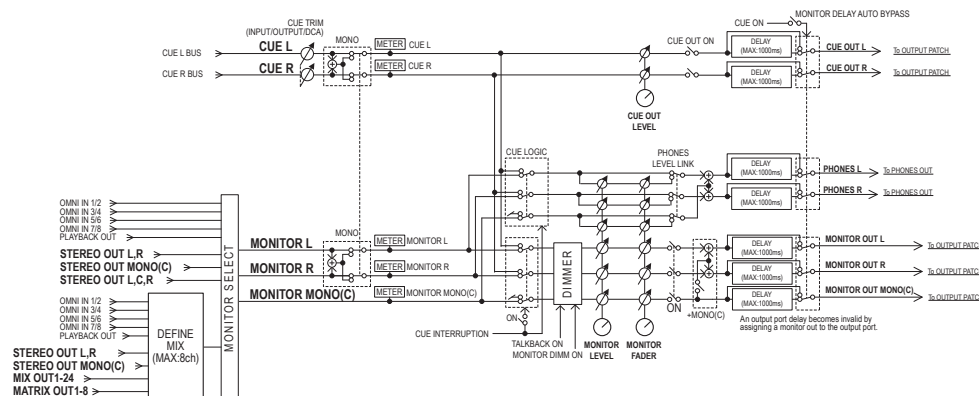 CUE TRIM
(INPUT/OUTPUT/DCA)
MONO
CUE ON
MONITOR DELAY AUTO BYPASS
CUE L BUS
CUE L
METER
CUE L
CUE OUT ON
DELAY
(MAX:1000ms)
CUE OUT L
To OUTPUT PATCH
CUE R BUS
CUE R
METER
CUE R
DELAY
(MAX:1000ms)
CUE OUT R
To OUTPUT PATCH
CUE OUT
LEVEL
CUE LOGIC
PHONES
LEVEL LINK
DELAY
(MAX:1000ms)
PHONES L
To PHONES OUT
DELAY
(MAX:1000ms)
PHONES R
To PHONES OUT
OMNI IN 1/2
OMNI IN 3/4
OMNI IN 5/6
OMNI IN 7/8
PLAYBACK OUT
STEREO OUT L,R
STEREO OUT MONO(C)
STEREO OUT L,C,R
MONITOR SELECT
MONO
MONITOR L
METER
MONITOR L
MONITOR R
METER
MONITOR R
MONITOR MONO(C)
METER
MONITOR MONO(C)
DIMMER
DELAY
(MAX:1000ms)
MONITOR OUT L
To OUTPUT PATC
DELAY
(MAX:1000ms)
MONITOR OUT R
To OUTPUT PATC
DELAY
(MAX:1000ms)
MONITOR OUT MONO(C)
To OUTPUT PATC
ON
ON
+MONO(C)
An output port delay becomes invalid by
assigning a monitor out to the output port.
CUE INTERRUPTION
TALKBACK ON
MONITOR DIMM ON
MONITOR
LEVEL
MONITOR
FADER
OMNI IN 1/2
OMNI IN 3/4
OMNI IN 5/6
OMNI IN 7/8
PLAYBACK OUT
STEREO OUT L,R
STEREO OUT MONO(C)
MIX OUT1-24
MATRIX OUT1-8
DEFINE
MIX
(MAX:8ch)